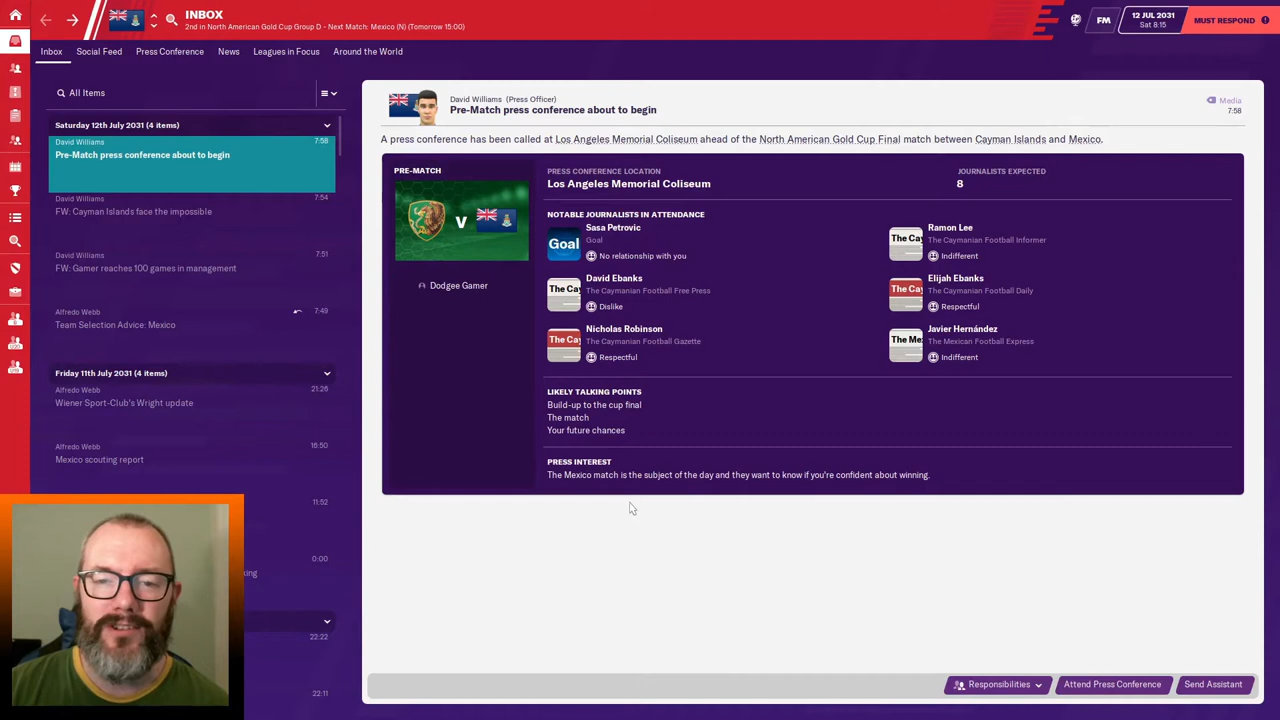 INBOX
2nd in North American Gold Cup Group D - Next Match: Mexico (N) (Tomorrow 15:00)
FM
12 JUL 2031
Sat 8:15
MUST RESPOND
Inbox
Social Feed
Press Conference
News
Leagues in Focus
Around the World
All Items
Saturday 12th July 2031 (4 items)
David Williams
7:58
Pre-Match press conference about to begin
David Williams
7:54
FW: Cayman Islands face the impossible
David Williams
7:51
FW: Gamer reaches 100 games in management
Alfredo Webb
7:49
Team Selection Advice: Mexico
Friday 11th July 2031 (4 items)
Alfredo Webb
21:26
Wiener Sport-Club's Wright update
Alfredo Webb
16:50
Mexico scouting report
11:52
0:00
22:22
22:11
David Williams (Press Officer)
Pre-Match press conference about to begin
Media
7:58
A press conference has been called at Los Angeles Memorial Coliseum ahead of the North American Gold Cup Final match between Cayman Islands and Mexico.
PRE-MATCH
V
Dodgee Gamer
PRESS CONFERENCE LOCATION
Los Angeles Memorial Coliseum
JOURNALISTS EXPECTED
8
NOTABLE JOURNALISTS IN ATTENDANCE
Goal
Sasa Petrovic
Goal
No relationship with you
The Cay
Ramon Lee
The Caymanian Football Informer
Indifferent
The Cay
David Ebanks
The Caymanian Football Free Press
Dislike
The Cay
Elijah Ebanks
The Caymanian Football Daily
Respectful
The Cay
Nicholas Robinson
The Caymanian Football Gazette
Respectful
The Me
Javier Hernández
The Mexican Football Express
Indifferent
LIKELY TALKING POINTS
Build-up to the cup final
The match
Your future chances
PRESS INTEREST
The Mexico match is the subject of the day and they want to know if you're confident about winning.
Responsibilities
Attend Press Conference
Send Assistant